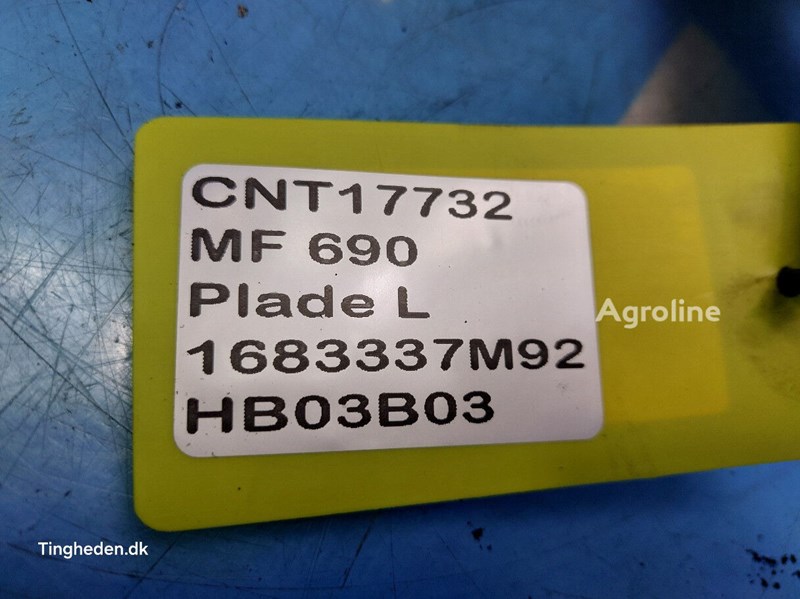 CNT17732
MF 690
Plade L
1683337M92
HB03B03
Agroline
Tingheden.dk